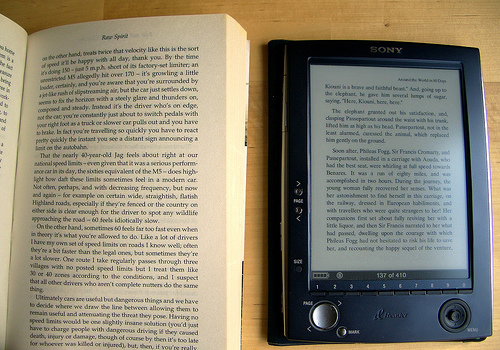 Raw Spirit
on the other hand, treats twice that velocity like this is the sort
of speed it'll be happy with all day, thank you. By the time
it's doing 150 – just 5 m.p.h. short of its factory-set limiter; an
unrestricted M5 allegedly hit over 170 – it's growling a little
louder, certainly, and you're aware that you're surrounded by
a jet-like rush of slipstreaming air, but the car just settles down,
seems to fix the horizon with a steely glare and thunders on,
composed and steady. Instead it's the driver who's on edge,
not the car; you're constantly just about to switch pedals with
your right foot as a truck or slower car pulls out and you have
to brake. In fact you're travelling so quickly you have to react
pretty quickly the instant you see a distant sign announcing a
limit on the autobahn.
That the nearly 40-year-old Jag feels about right at our
national speed limits – even given that it was a serious perform-
ance car in its day, the sixties equivalent of the M5 – does high-
light how daft these limits sometimes feel in a modern car.
Not often, perhaps, and with decreasing frequency, but now
and again – for example on certain wide, straightish, flattish
Highland roads, especially if they're fenced or the country on
either side is clear enough for the driver to spot any wildlife
approaching the road – 60 feels idiotically slow.
On the other hand, sometimes 60 feels far too fast even when
in theory it's what you're allowed to do. Like a lot of drivers
I have my own set of speed limits on roads I know well; often
they're a bit faster than the legal ones, but sometimes they're
a lot slower. One route I take regularly passes through three
villages with no posted speed limits but I treat them like
30 or 40 zones according to the conditions, and I suspect
that all other drivers who aren't complete nutters do the same
thing.
Ultimately cars are useful but dangerous things and we have
to decide where we draw the line between allowing them to
remain useful and attenuating the threat they pose. Having no
speed limits would be one slightly insane solution (you'd just
have to charge people with dangerous driving if they caused
death, injury or damage, though of course by then it's too late
for whoever was killed or injured), but, then, if you're really
SONY
Around the World in 80 Days
Kiouni is a brave and faithful beast." And, going up to
the elephant, he gave him several lumps of sugar,
saying, "Here, Kiouni, here, here."
The elephant grunted out his satisfaction, and,
clasping Passepartout around the waist with his trunk,
lifted him as high as his head. Passepartout, not in the
least alarmed, caressed the animal, which replaced
him gently on the ground.
Soon after, Phileas Fogg, Sir Francis Cromarty, and
Passepartout, installed in a carriage with Aouda, who
had the best seat, were whirling at full speed towards
Benares. It was a run of eighty miles, and was
accomplished in two hours. During the journey, the
young woman fully recovered her senses. What was
her astonishment to find herself in this carriage, on
the railway, dressed in European habiliments, and
with travellers who were quite strangers to her! Her
companions first set about fully reviving her with a
little liquor, and then Sir Francis narrated to her what
had passed, dwelling upon the courage with which
Phileas Fogg had not hesitated to risk his life to save
her, and recounting the happy sequel of the venture,
137 of 410
PAGE
SIZE
1 2 3 4 5 6 7 8 9 0
PAGE
MARK
Reader
MENU